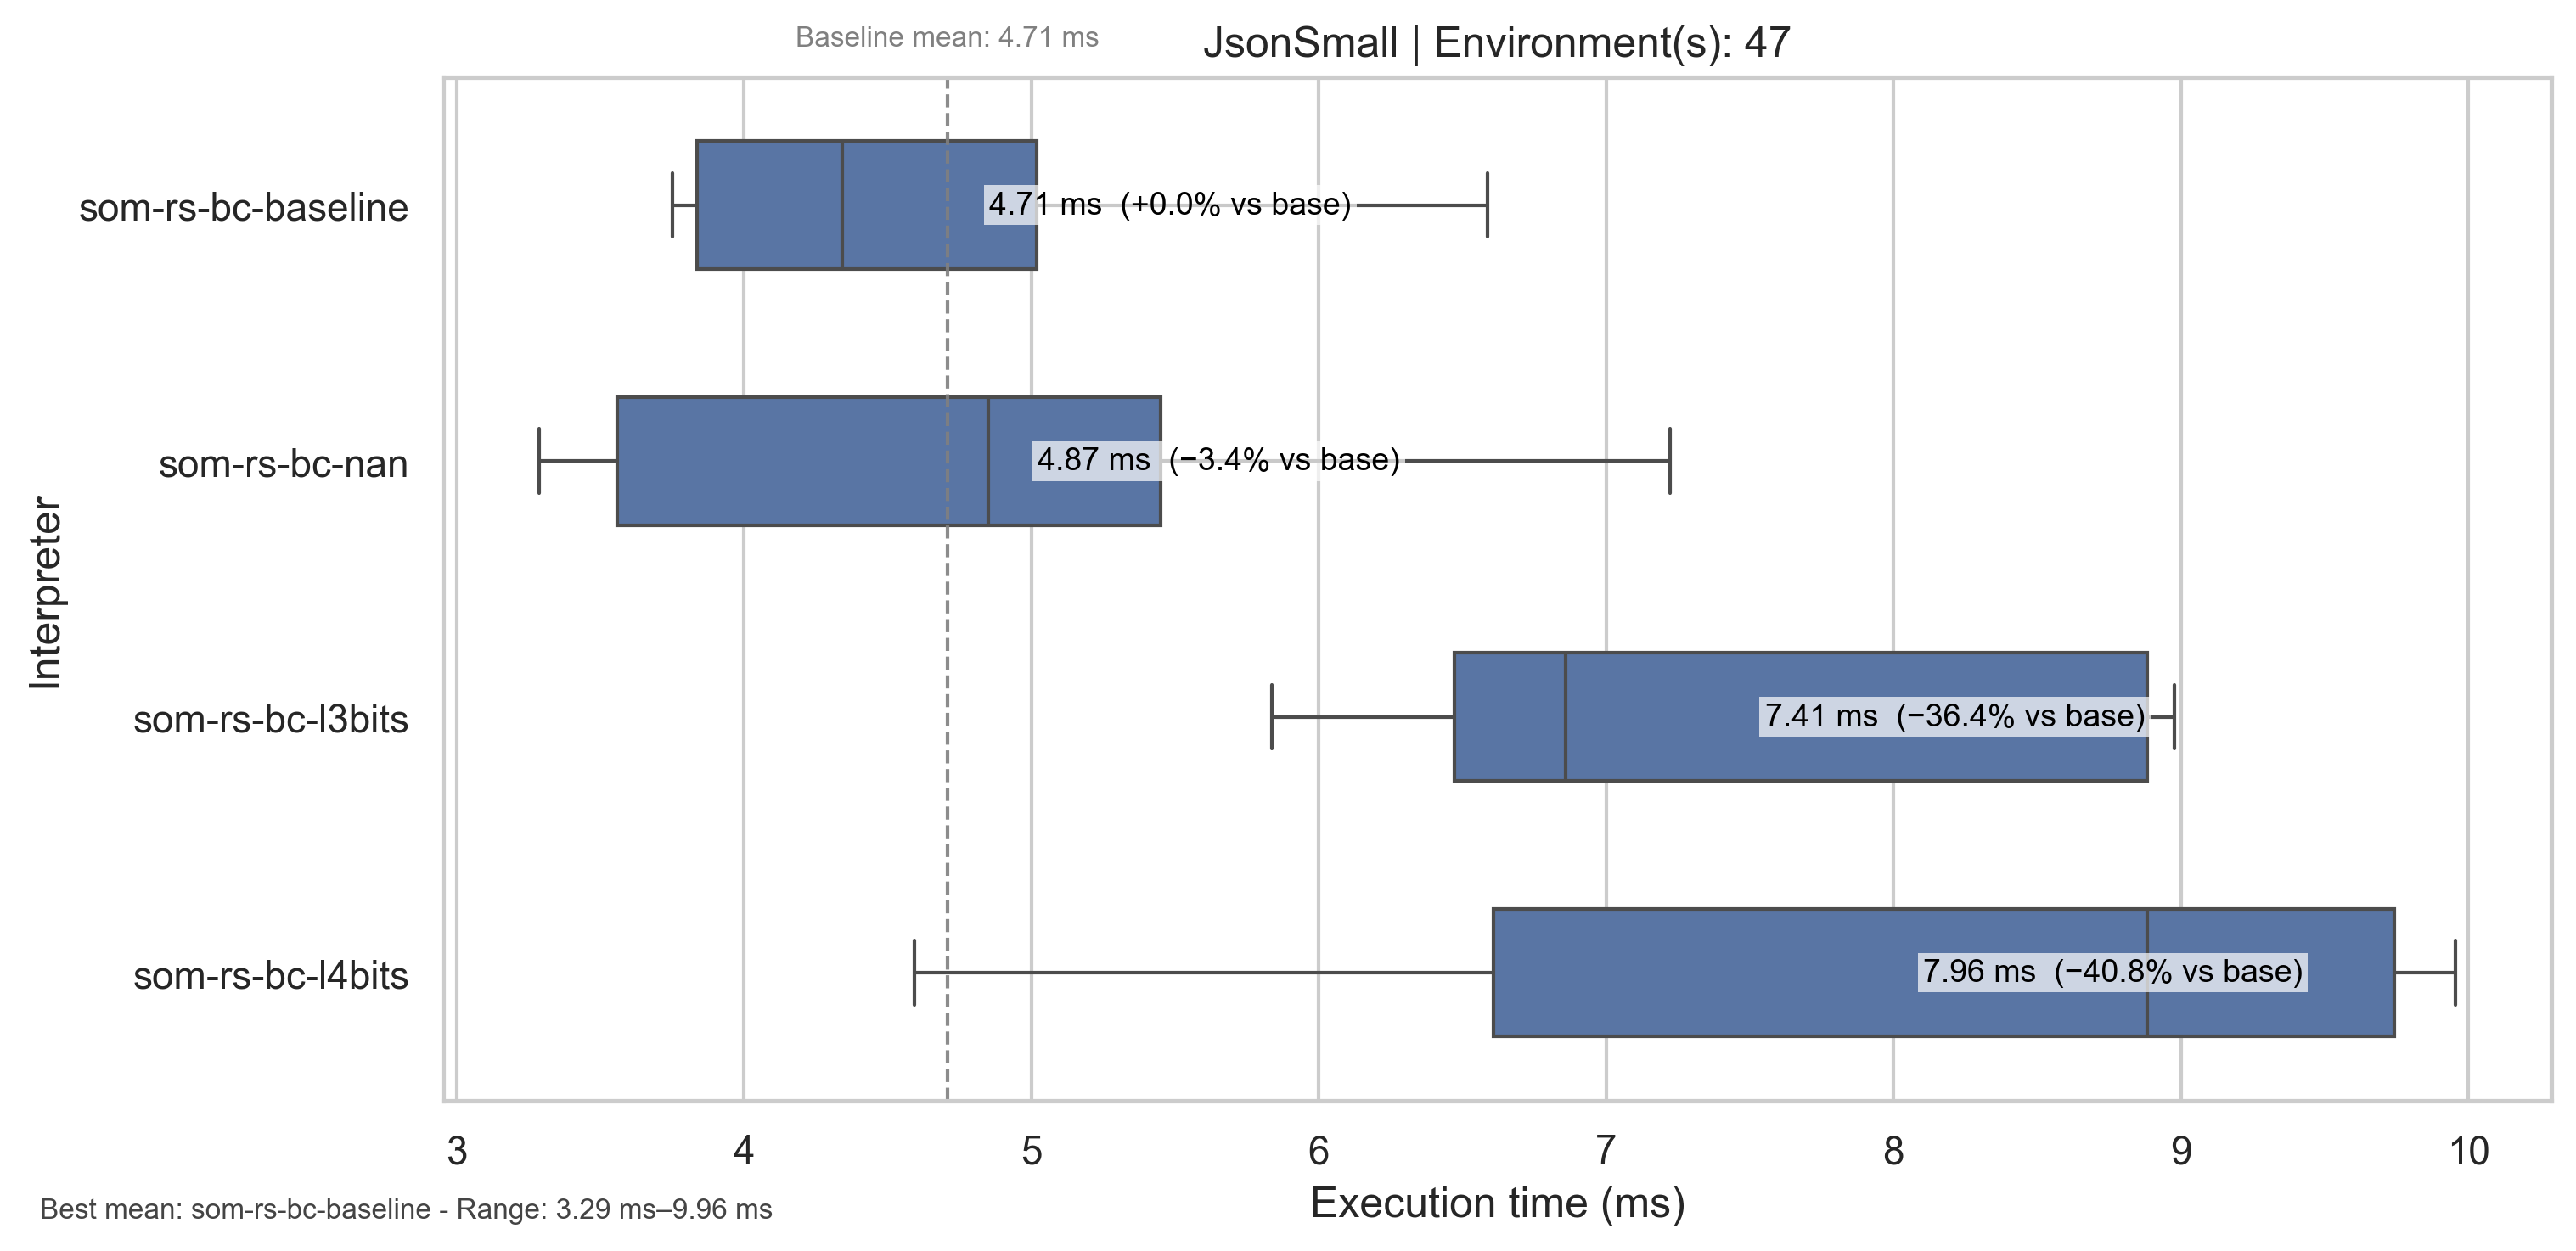 Baseline mean: 4.71 ms
JsonSmall | Environment(s): 47
Interpreter
som-rs-bc-baseline
4.71 ms  (+0.0% vs base)
som-rs-bc-nan
4.87 ms  (−3.4% vs base)
som-rs-bc-l3bits
7.41 ms  (−36.4% vs base)
som-rs-bc-l4bits
7.96 ms  (−40.8% vs base)
3 4 5 6 7 8 9 10
Execution time (ms)
Best mean: som-rs-bc-baseline - Range: 3.29 ms–9.96 ms